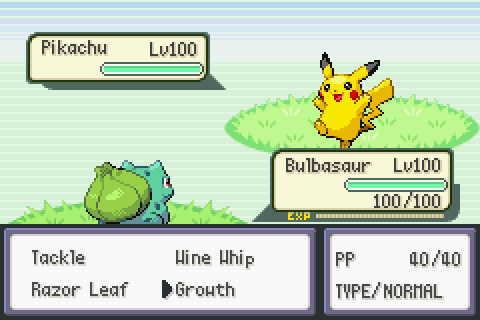 Pikachu Lv100
Bulbasaur Lv100
100/100
EXP
Tackle Wine Whip
Razor Leaf Growth
PP 40/40
TYPE/NORMAL